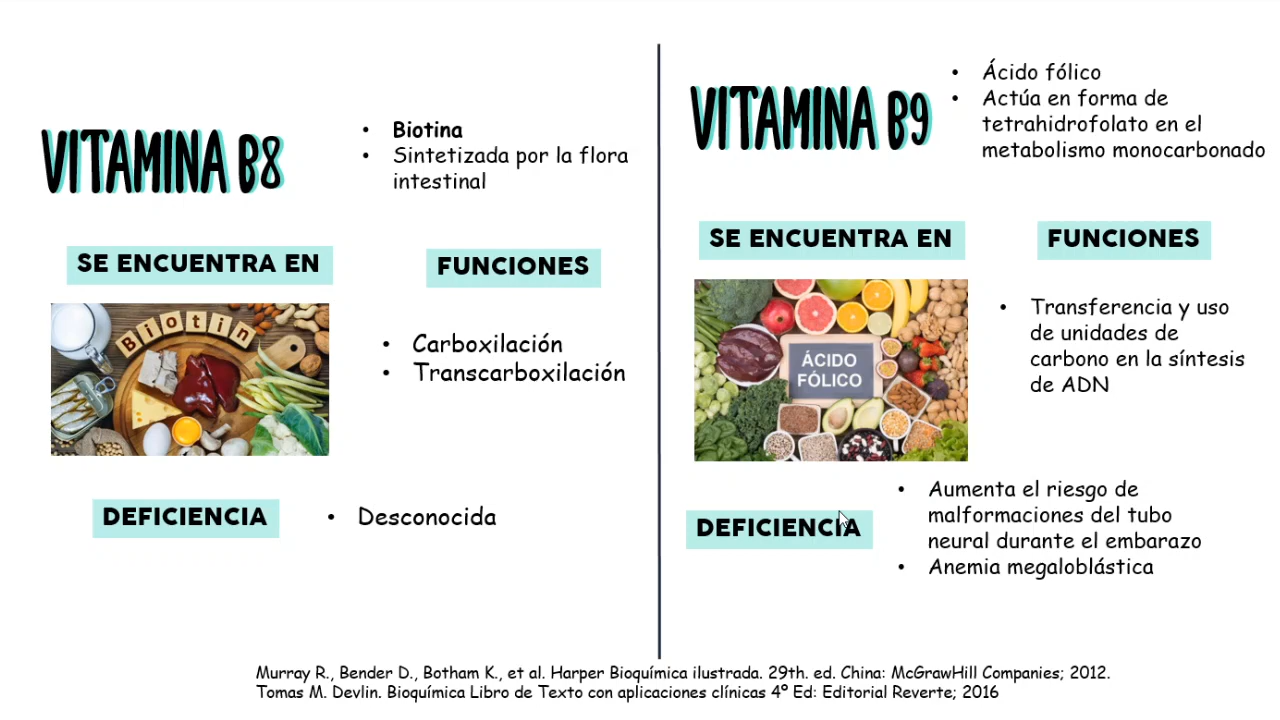 VITAMINA B8
• Biotina
• Sintetizada por la flora
intestinal
SE ENCUENTRA EN
FUNCIONES
Biotin
• Carboxilación
• Transcarboxilación
DEFICIENCIA
• Desconocida
VITAMINA B9
• Ácido fólico
• Actúa en forma de
tetrahidrofolato en el
metabolismo monocarbonado
SE ENCUENTRA EN
FUNCIONES
ÁCIDO
FÓLICO
• Transferencia y uso
de unidades de
carbono en la síntesis
de ADN
DEFICIENCIA
• Aumenta el riesgo de
malformaciones del tubo
neural durante el embarazo
• Anemia megaloblástica
Murray R., Bender D., Botham K., et al. Harper Bioquímica ilustrada. 29th. ed. China: McGrawHill Companies; 2012.
Tomas M. Devlin. Bioquímica Libro de Texto con aplicaciones clínicas 4º Ed: Editorial Reverte; 2016